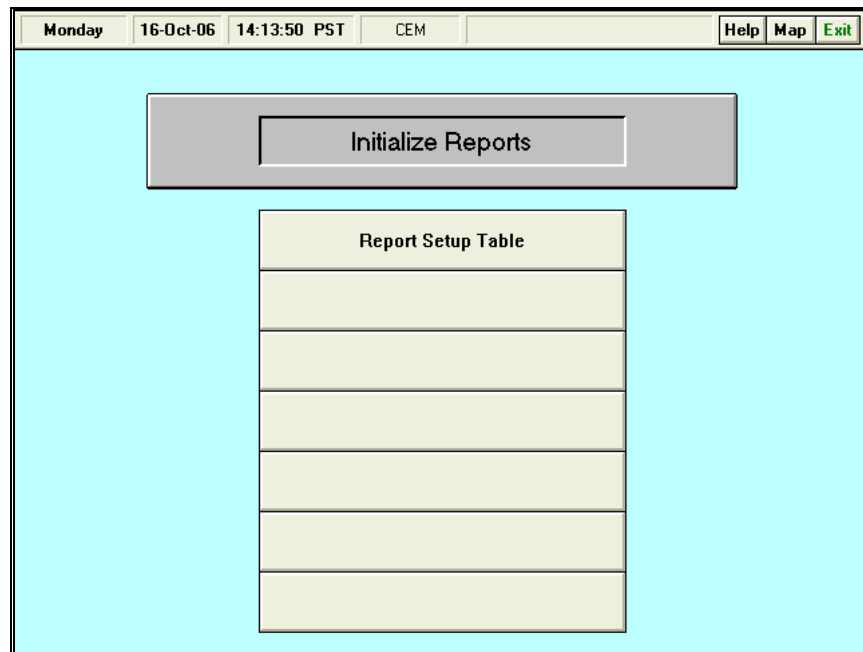 Monday 16-Oct-06 14:13:50 PST CEM Help Map Exit
Initialize Reports
Report Setup Table